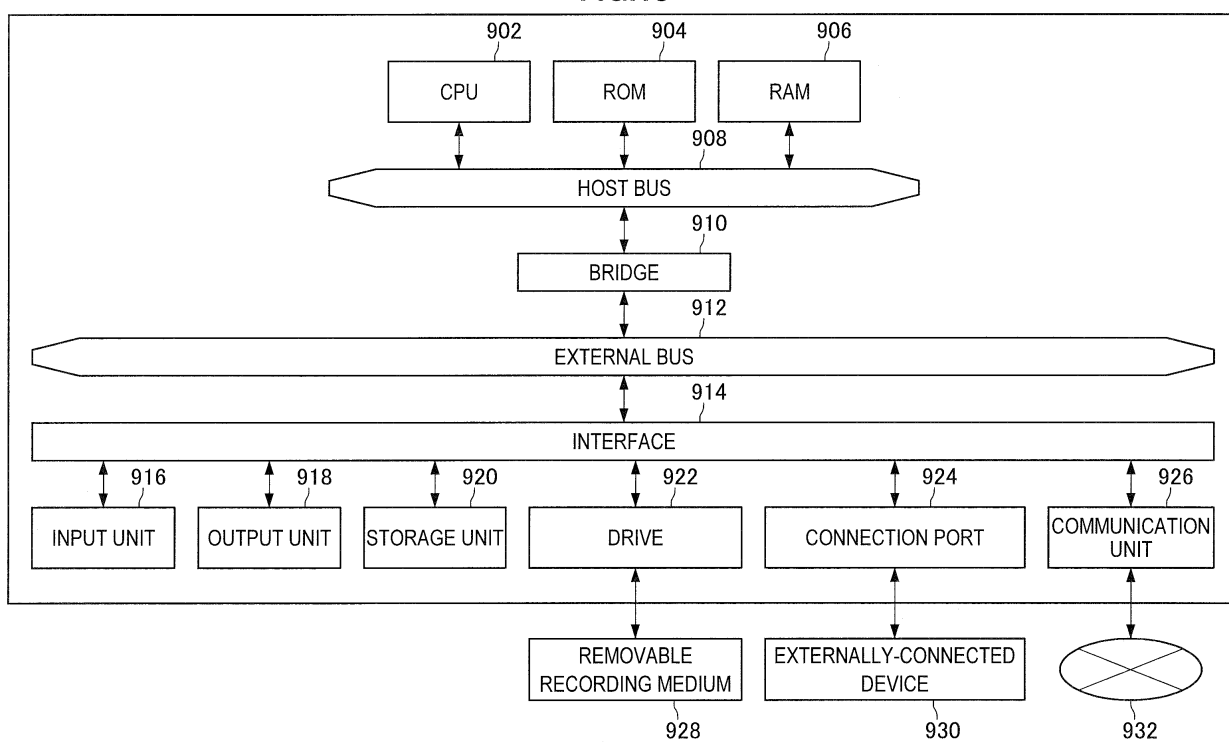 902
904
906
CPU
ROM
RAM
908
HOST BUS
910
BRIDGE
912
EXTERNAL BUS
914
INTERFACE
916
918
920
922
924
926
INPUT UNIT
OUTPUT UNIT
STORAGE UNIT
DRIVE
CONNECTION PORT
COMMUNICATION
UNIT
REMOVABLE
RECORDING MEDIUM
EXTERNALLY-CONNECTED
DEVICE
928
930
932